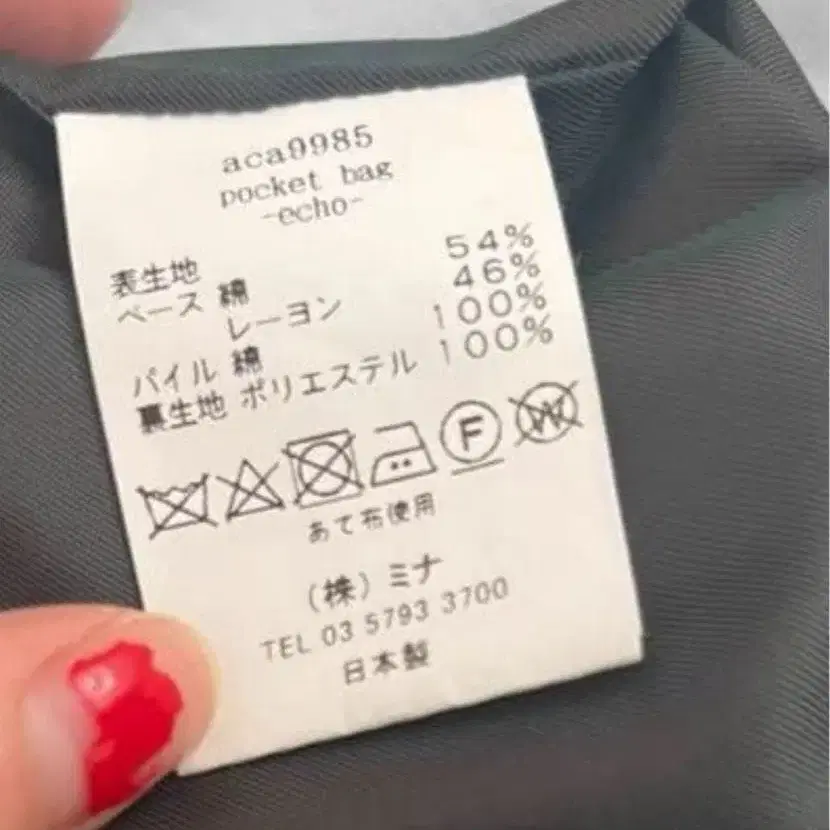 aca9985
pocket bag
-echo-
表生地
ベース 綿 54%
レーヨン 46%
パイル 綿 100%
裏生地 ポリエステル 100%
F W
あて布使用
(株) ミナ
TEL 03 5793 3700
日本製